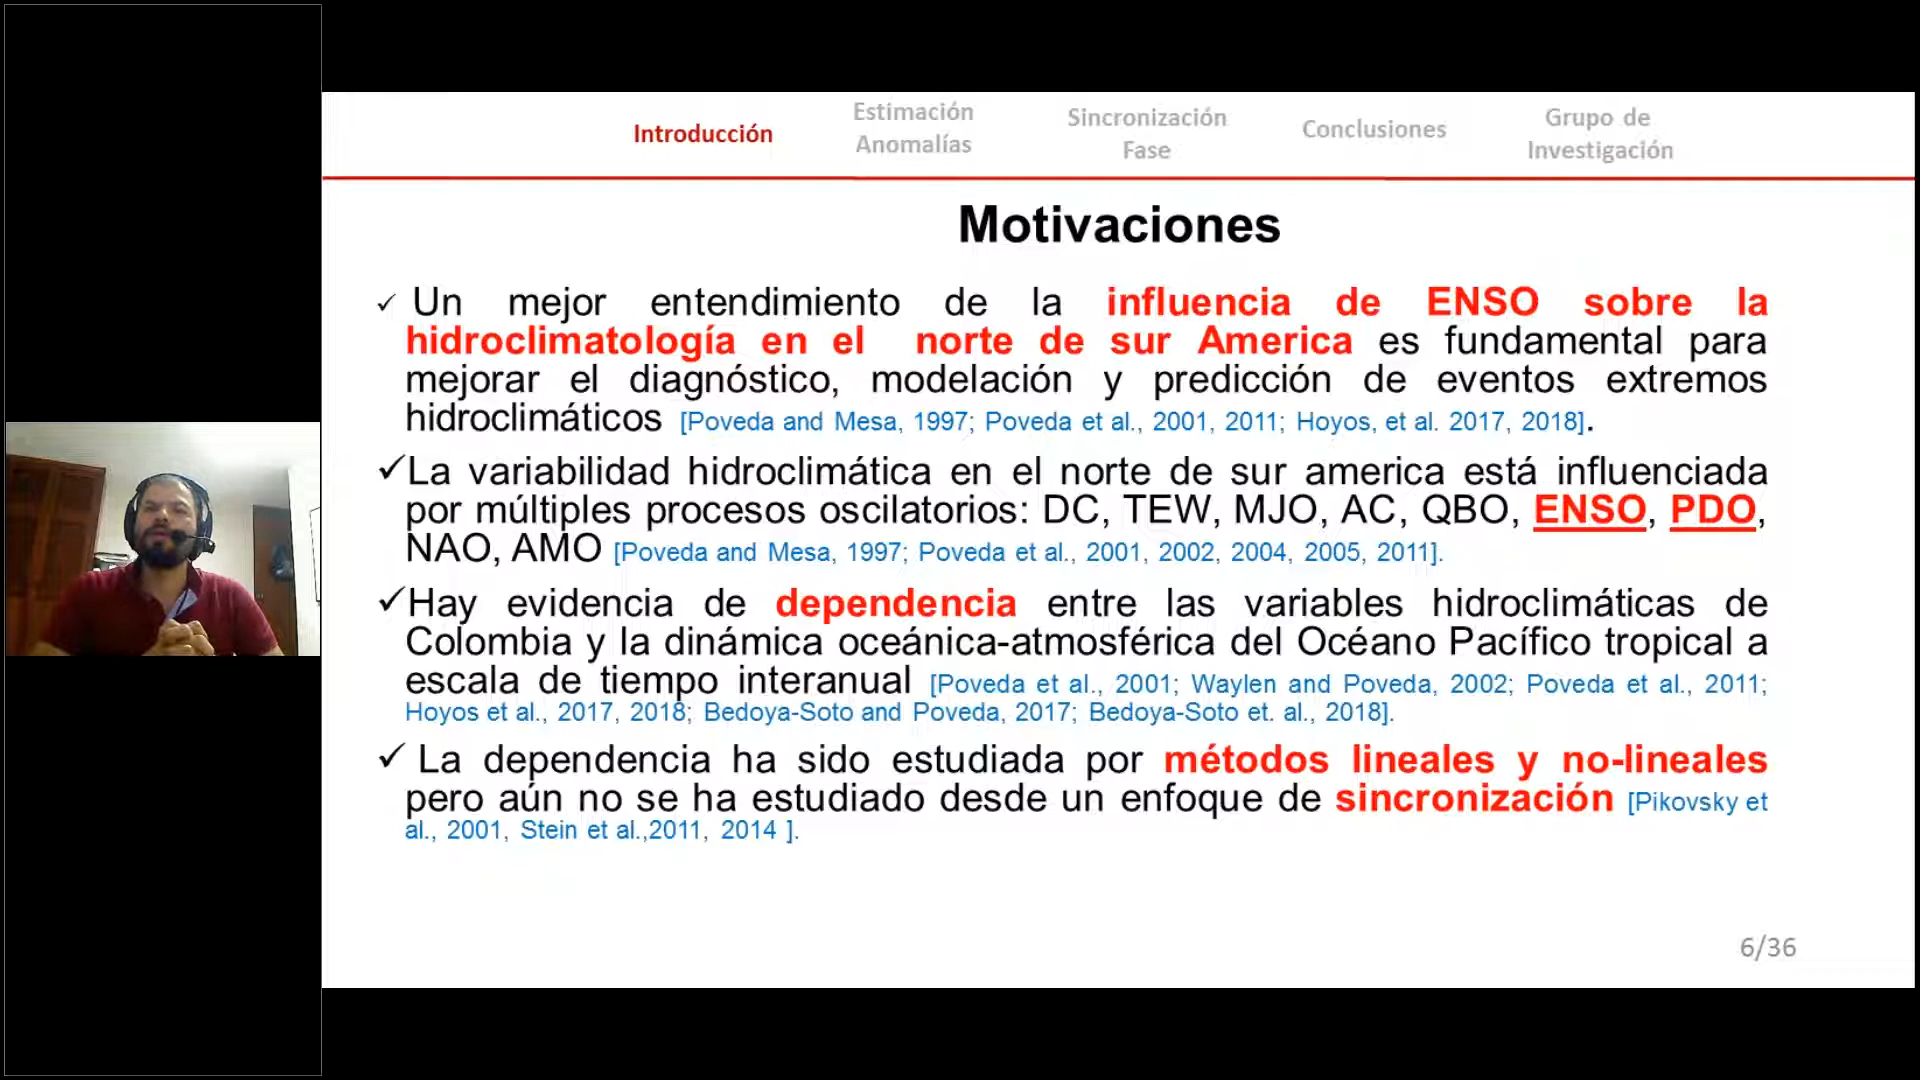 Introducción
Estimación
Anomalías
Sincronización
Fase
Conclusiones
Grupo de
Investigación
Motivaciones
✓ Un mejor entendimiento de la influencia de ENSO sobre la
hidroclimatología en el norte de sur America es fundamental para
mejorar el diagnóstico, modelación y predicción de eventos extremos
hidroclimáticos [Poveda and Mesa, 1997; Poveda et al., 2001, 2011; Hoyos, et al. 2017, 2018].
✓La variabilidad hidroclimática en el norte de sur america está influenciada
por múltiples procesos oscilatorios: DC, TEW, MJO, AC, QBO, ENSO, PDO,
NAO, AMO [Poveda and Mesa, 1997; Poveda et al., 2001, 2002, 2004, 2005, 2011].
✓Hay evidencia de dependencia entre las variables hidroclimáticas de
Colombia y la dinámica oceánica-atmosférica del Océano Pacífico tropical a
escala de tiempo interanual [Poveda et al., 2001; Waylen and Poveda, 2002; Poveda et al., 2011;
Hoyos et al., 2017, 2018; Bedoya-Soto and Poveda, 2017; Bedoya-Soto et. al., 2018].
✓ La dependencia ha sido estudiada por métodos lineales y no-lineales
pero aún no se ha estudiado desde un enfoque de sincronización [Pikovsky et
al., 2001, Stein et al.,2011, 2014 ].
6/36